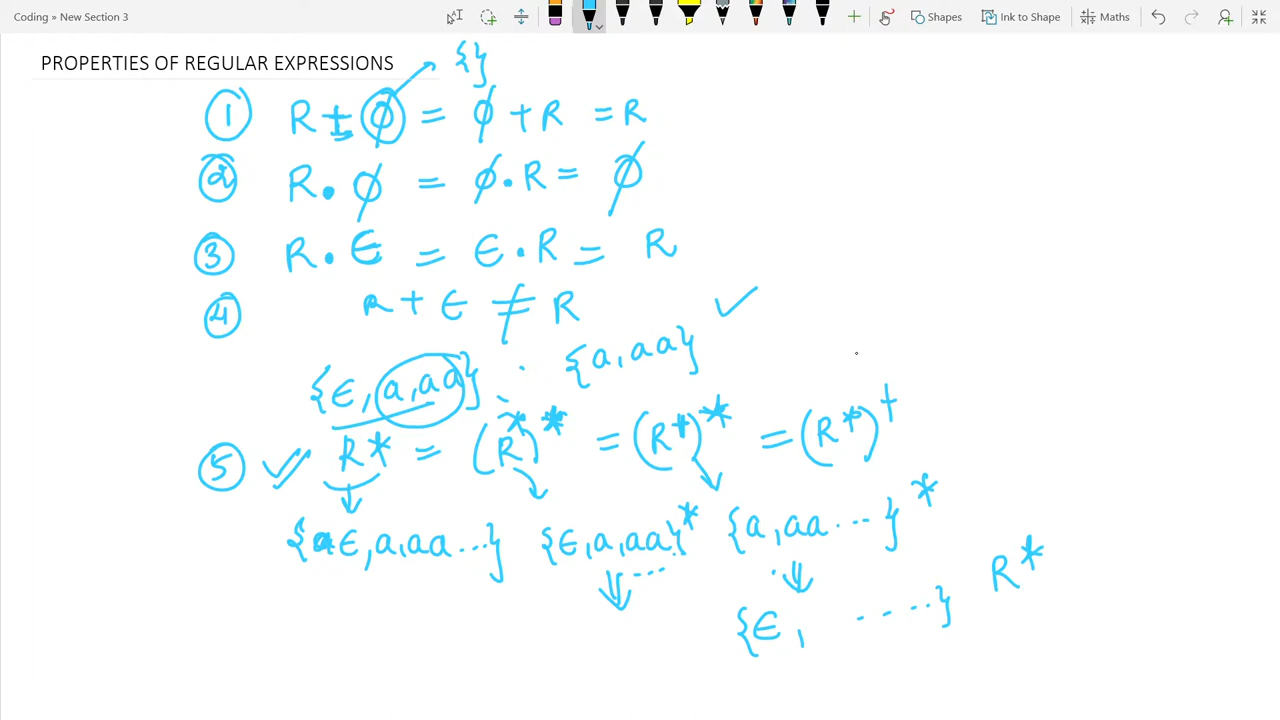 Coding » New Section 3
Shapes Ink to Shape Maths
PROPERTIES OF REGULAR EXPRESSIONS
{}
① R + ϕ = ϕ + R = R
② R · ϕ = ϕ · R = ϕ
③ R · ϵ = ϵ · R = R
④ R + ϵ ≠ R ✓
{ϵ, a, aa} · {a, aa}
⑤ ✓ R* = (R*)* = (R⁺)* = (R*)⁺
{ϵ, a, aa ...} {ϵ, a, aa ...}* {a, aa ...}*
{ϵ, ....} R*